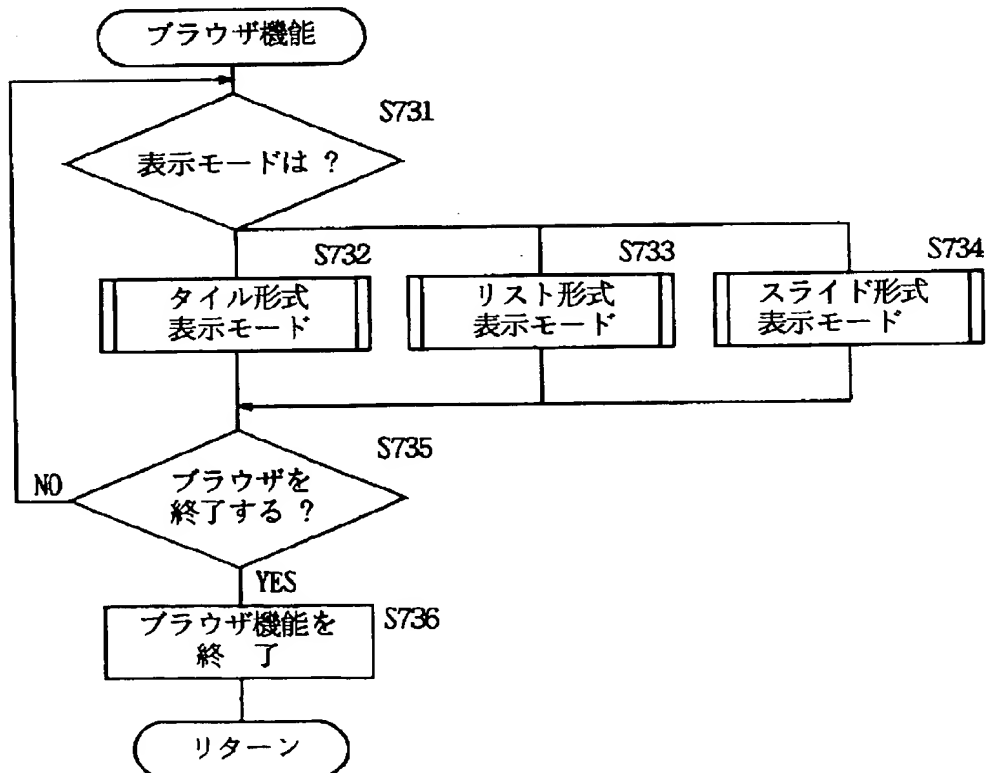 ブラウザ機能
S731
表示モードは ?
S732
S733
S734
タイル形式
表示モード
リスト形式
表示モード
スライド形式
表示モード
S735
NO
ブラウザを
終了する ?
YES
ブラウザ機能を
終 了
S736
リターン